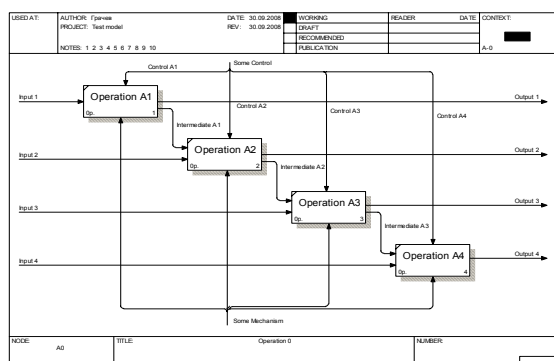 USED AT: AUTHOR: Грачев DATE: 30.09.2008 WORKING READER DATE CONTEXT:
PROJECT: Test model REV: 30.09.2008 DRAFT
RECOMMENDED
NOTES: 1 2 3 4 5 6 7 8 9 10 PUBLICATION A-0
Some Control
Control A1
Input 1
Operation A1
0р. 1
Output 1
Control A2
Control A3
Control A4
Intermediate A1
Input 2
Operation A2
0р. 2
Output 2
Intermediate A2
Input 3
Operation A3
0р. 3
Output 3
Intermediate A3
Input 4
Operation A4
0р. 4
Output 4
Some Mechanism
NODE: TITLE: Operation 0 NUMBER:
A0